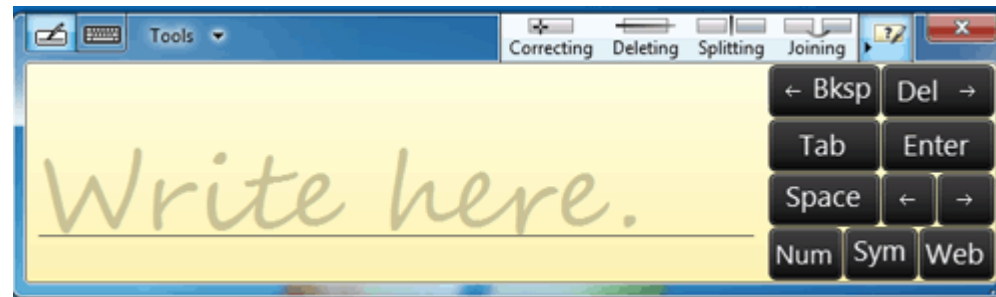 Tools Correcting Deleting Splitting Joining ? x
Write here.
← Bksp Del →
Tab Enter
Space ← →
Num Sym Web